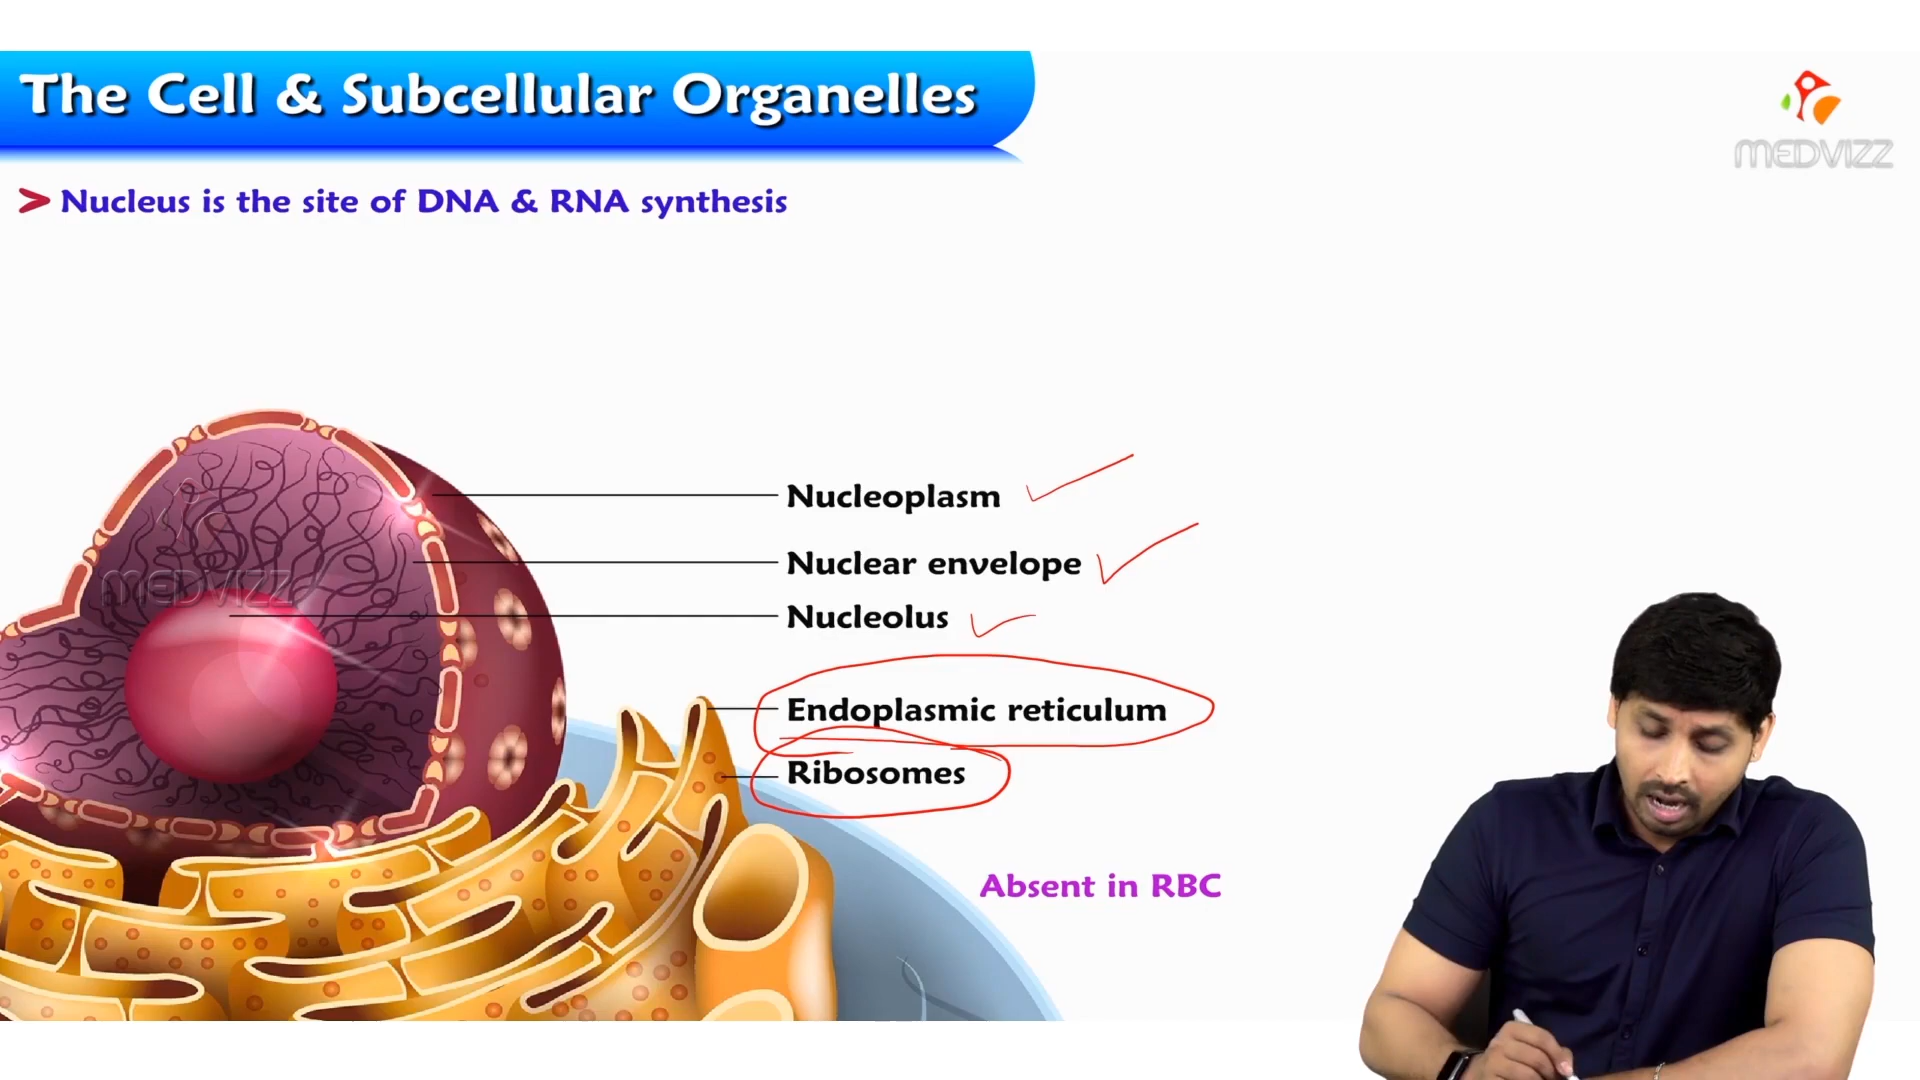 The Cell & Subcellular Organelles
MEDVIZZ
> Nucleus is the site of DNA & RNA synthesis
Nucleoplasm
Nuclear envelope
MEDVIZZ
Nucleolus
Endoplasmic reticulum
Ribosomes
Absent in RBC